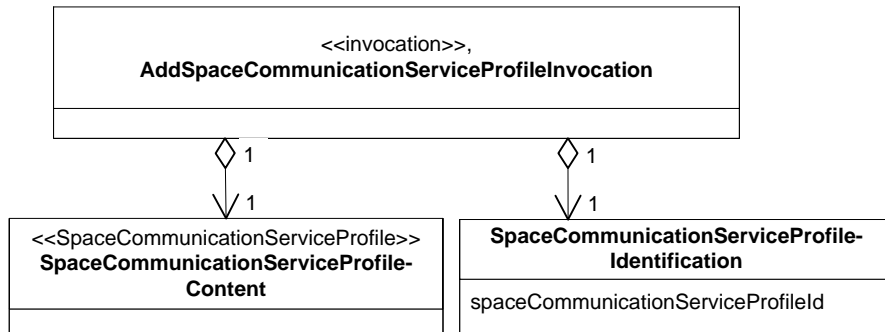 <<invocation>>,
AddSpaceCommunicationServiceProfileInvocation
1
1
1
1
<<SpaceCommunicationServiceProfile>>
SpaceCommunicationServiceProfile-
Content
SpaceCommunicationServiceProfile-
Identification
spaceCommunicationServiceProfileId